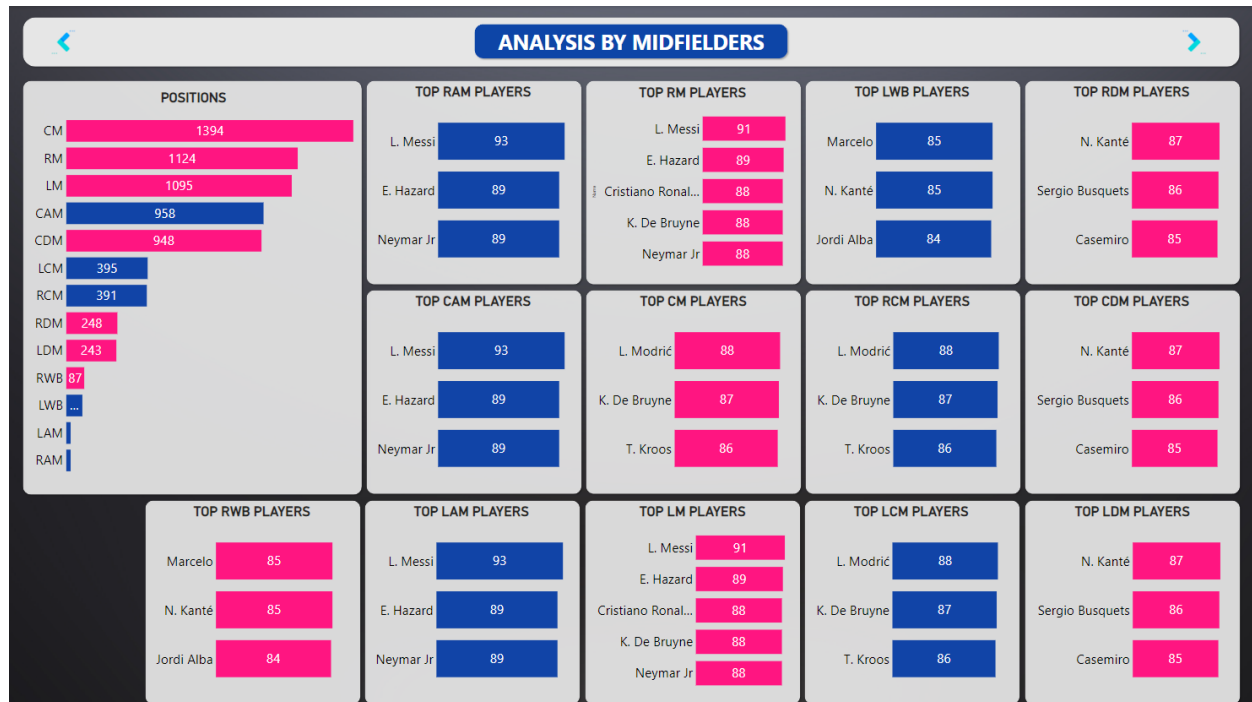 ANALYSIS BY MIDFIELDERS
POSITIONS
CM 1394
RM 1124
LM 1095
CAM 958
CDM 948
LCM 395
RCM 391
RDM 248
LDM 243
RWB 87
LWB ...
LAM
RAM
TOP RAM PLAYERS
L. Messi 93
E. Hazard 89
Neymar Jr 89
TOP RM PLAYERS
L. Messi 91
E. Hazard 89
Cristiano Ronal... 88
K. De Bruyne 88
Neymar Jr 88
TOP LWB PLAYERS
Marcelo 85
N. Kanté 85
Jordi Alba 84
TOP RDM PLAYERS
N. Kanté 87
Sergio Busquets 86
Casemiro 85
TOP CAM PLAYERS
L. Messi 93
E. Hazard 89
Neymar Jr 89
TOP CM PLAYERS
L. Modrić 88
K. De Bruyne 87
T. Kroos 86
TOP RCM PLAYERS
L. Modrić 88
K. De Bruyne 87
T. Kroos 86
TOP CDM PLAYERS
N. Kanté 87
Sergio Busquets 86
Casemiro 85
TOP RWB PLAYERS
Marcelo 85
N. Kanté 85
Jordi Alba 84
TOP LAM PLAYERS
L. Messi 93
E. Hazard 89
Neymar Jr 89
TOP LM PLAYERS
L. Messi 91
E. Hazard 89
Cristiano Ronal... 88
K. De Bruyne 88
Neymar Jr 88
TOP LCM PLAYERS
L. Modrić 88
K. De Bruyne 87
T. Kroos 86
TOP LDM PLAYERS
N. Kanté 87
Sergio Busquets 86
Casemiro 85